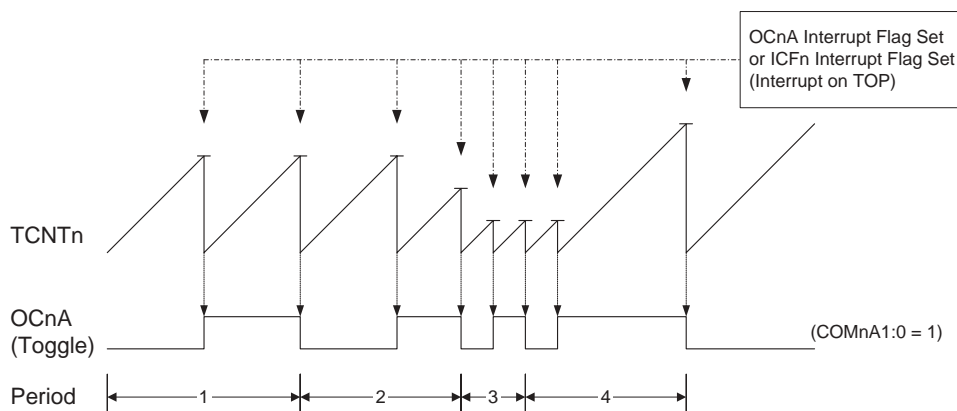 OCnA Interrupt Flag Set
or ICFn Interrupt Flag Set
(Interrupt on TOP)
TCNTn
OCnA
(Toggle)
(COMnA1:0 = 1)
Period
1
2
3
4